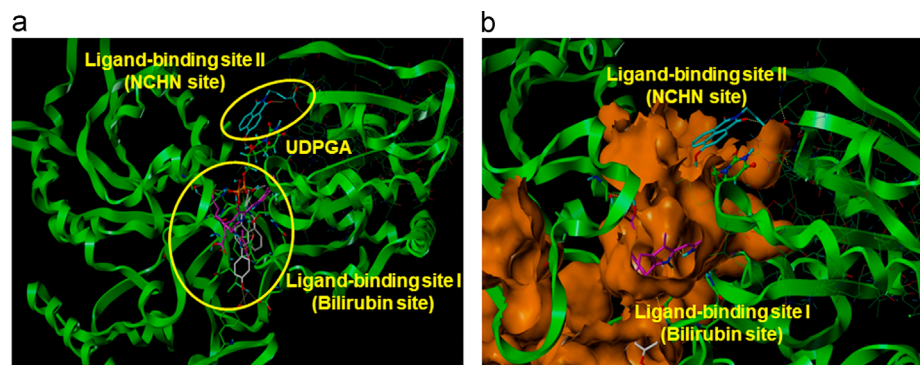 a
Ligand-binding site II
(NCHN site)
UDPGA
Ligand-binding site I
(Bilirubin site)
b
Ligand-binding site II
(NCHN site)
Ligand-binding site I
(Bilirubin site)